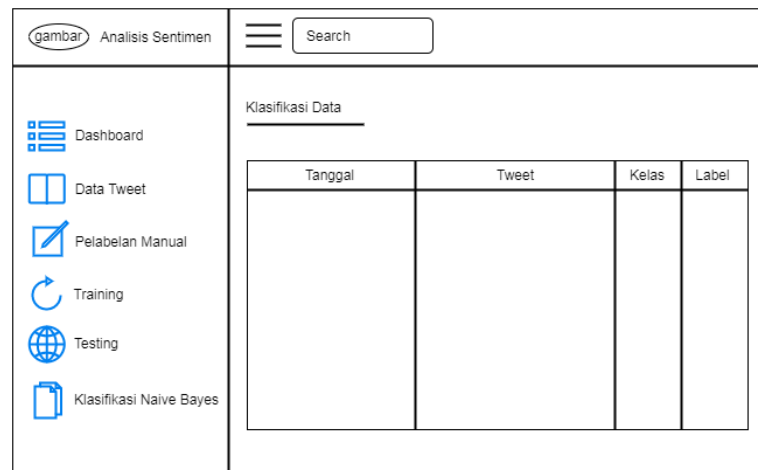 gambar Analisis Sentimen
Search
Dashboard
Data Tweet
Pelabelan Manual
Training
Testing
Klasifikasi Naive Bayes
Klasifikasi Data
Tanggal Tweet Kelas Label